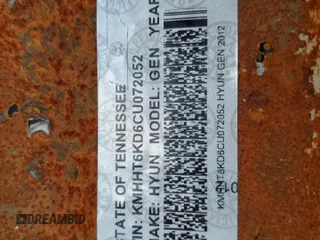 STATE OF TENNESSEE
VIN: KMHHT6KD6CU072052
MAKE: HYUN MODEL: GEN YEAR
KMHHT6KD6CU072052 HYUN GEN 2012
DREAMBID